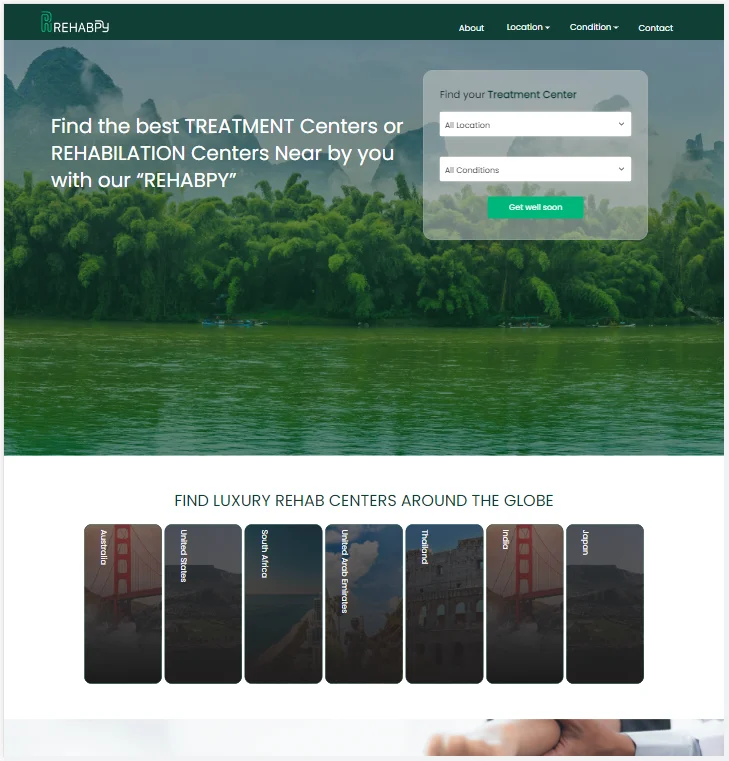 REHABPY
About
Location
Condition
Contact
Find the best TREATMENT Centers or
REHABILATION Centers Near by you
with our “REHABPY”
Find your Treatment Center
All Location
All Conditions
Get well soon
FIND LUXURY REHAB CENTERS AROUND THE GLOBE
Australia
United States
South Africa
United Arab Emirates
Thailand
India
Japan